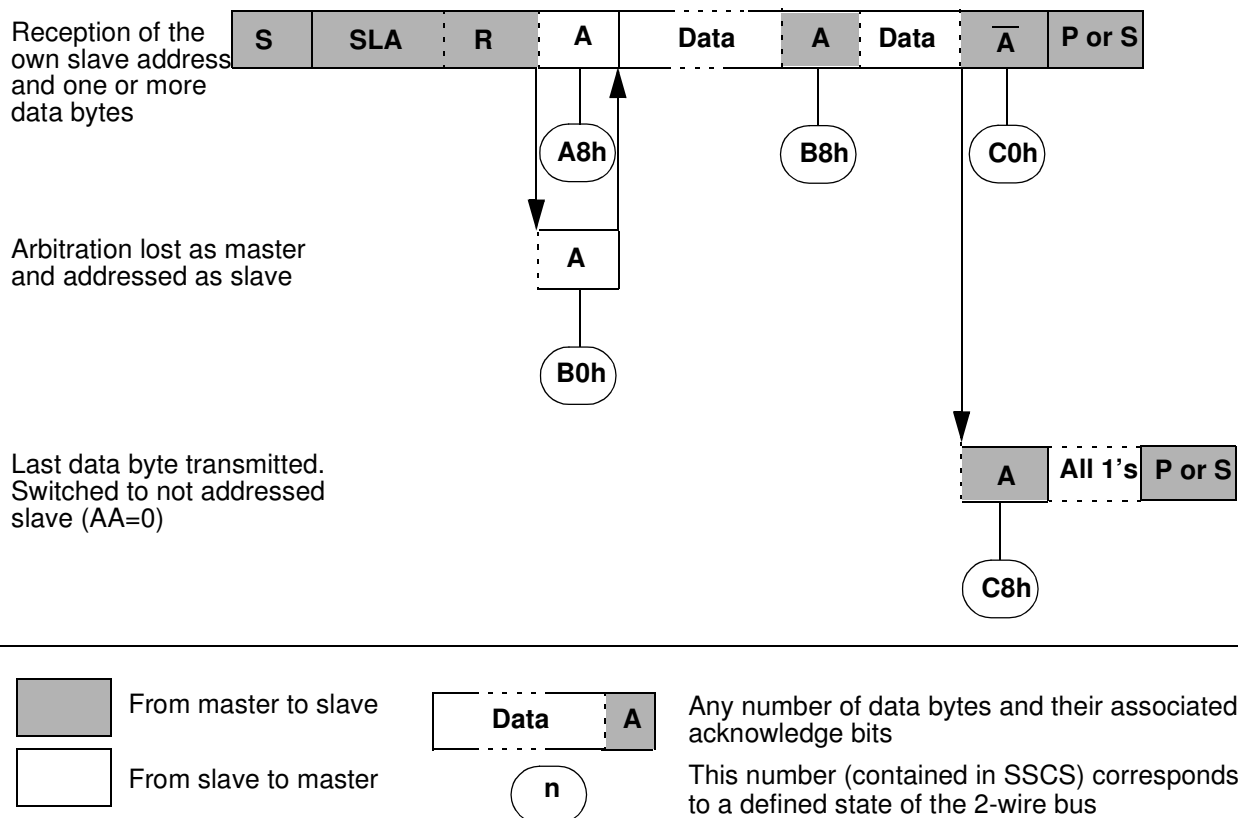 Reception of the
own slave address
and one or more
data bytes
S SLA R A Data A Data A̅ P or S
A8h B8h C0h
Arbitration lost as master
and addressed as slave
A
B0h
Last data byte transmitted.
Switched to not addressed
slave (AA=0)
A All 1's P or S
C8h
From master to slave
From slave to master
Data A
n
Any number of data bytes and their associated
acknowledge bits
This number (contained in SSCS) corresponds
to a defined state of the 2-wire bus